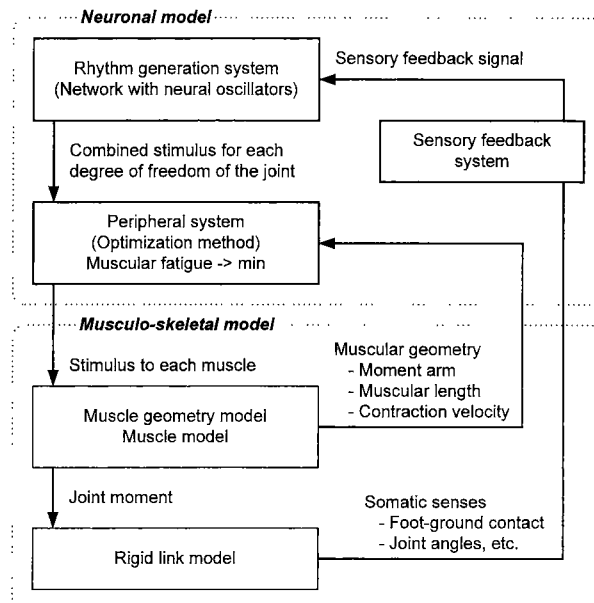 Neuronal model
Rhythm generation system
(Network with neural oscillators)
Sensory feedback signal
Sensory feedback
system
Combined stimulus for each
degree of freedom of the joint
Peripheral system
(Optimization method)
Muscular fatigue -> min
Musculo-skeletal model
Stimulus to each muscle
Muscular geometry
- Moment arm
- Muscular length
- Contraction velocity
Muscle geometry model
Muscle model
Joint moment
Somatic senses
- Foot-ground contact
- Joint angles, etc.
Rigid link model